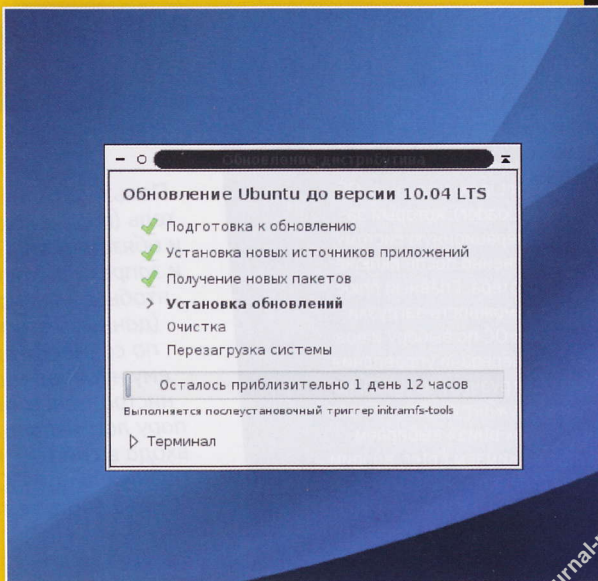 Обновление дистрибутива
Обновление Ubuntu до версии 10.04 LTS
Подготовка к обновлению
Установка новых источников приложений
Получение новых пакетов
Установка обновлений
Очистка
Перезагрузка системы
Осталось приблизительно 1 день 12 часов
Выполняется послеустановочный триггер initramfs-tools
Терминал